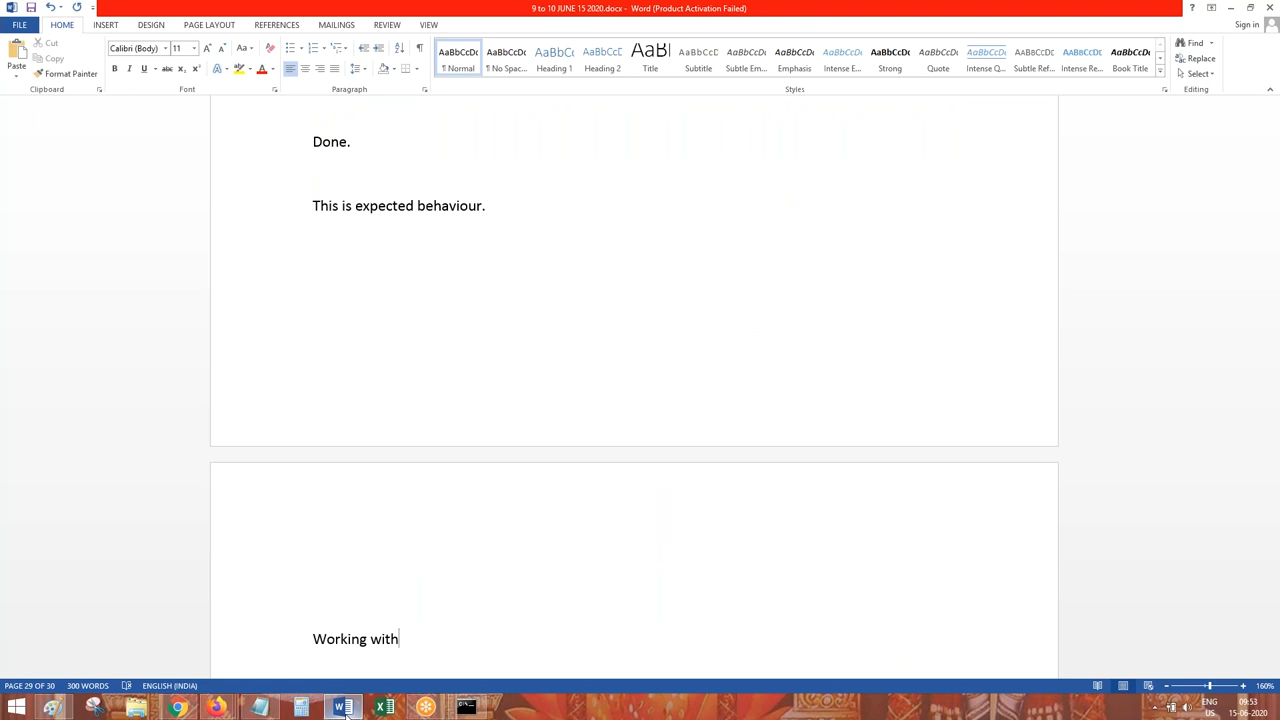 9 to 10 JUNE 15 2020.docx - Word (Product Activation Failed)
FILE HOME INSERT DESIGN PAGE LAYOUT REFERENCES MAILINGS REVIEW VIEW Sign in
Paste Cut Copy Format Painter
Calibri (Body) 11
AaBbCcDc AaBbCcDc AaBbCc AaBbCcC AaBl AaBbCcD AaBbCcDc AaBbCcDc AaBbCcDc AaBbCcDc AaBbCcDc AaBbCcDc AABBCCDC AABBCCDC AaBbCcDc
¶ Normal ¶ No Spac... Heading 1 Heading 2 Title Subtitle Subtle Em... Emphasis Intense E... Strong Quote Intense Q... Subtle Ref... Intense Re... Book Title
Find
Replace
Select
Clipboard Font Paragraph Styles Editing
Done.
This is expected behaviour.
Working with
PAGE 29 OF 30 300 WORDS ENGLISH (INDIA) 160%
ENG 09:53
US 15-06-2020